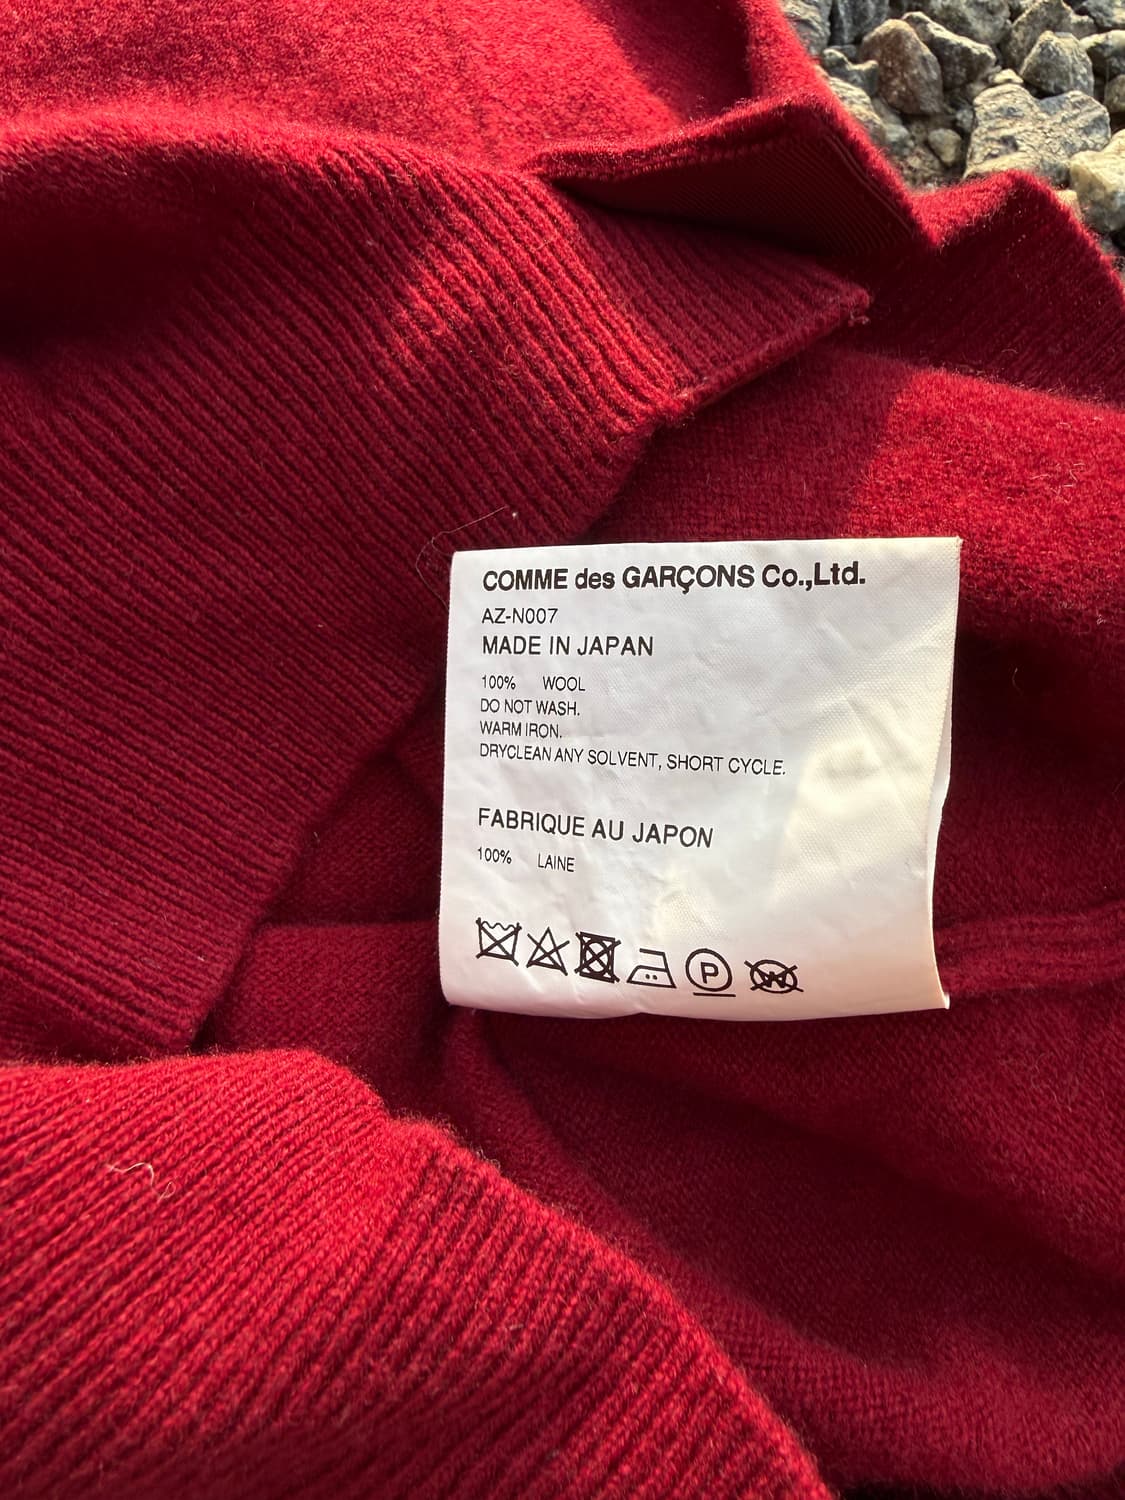 COMME des GARÇONS Co.,Ltd.
AZ-N007
MADE IN JAPAN
100% WOOL
DO NOT WASH.
WARM IRON.
DRYCLEAN ANY SOLVENT, SHORT CYCLE.
FABRIQUE AU JAPON
100% LAINE
P W